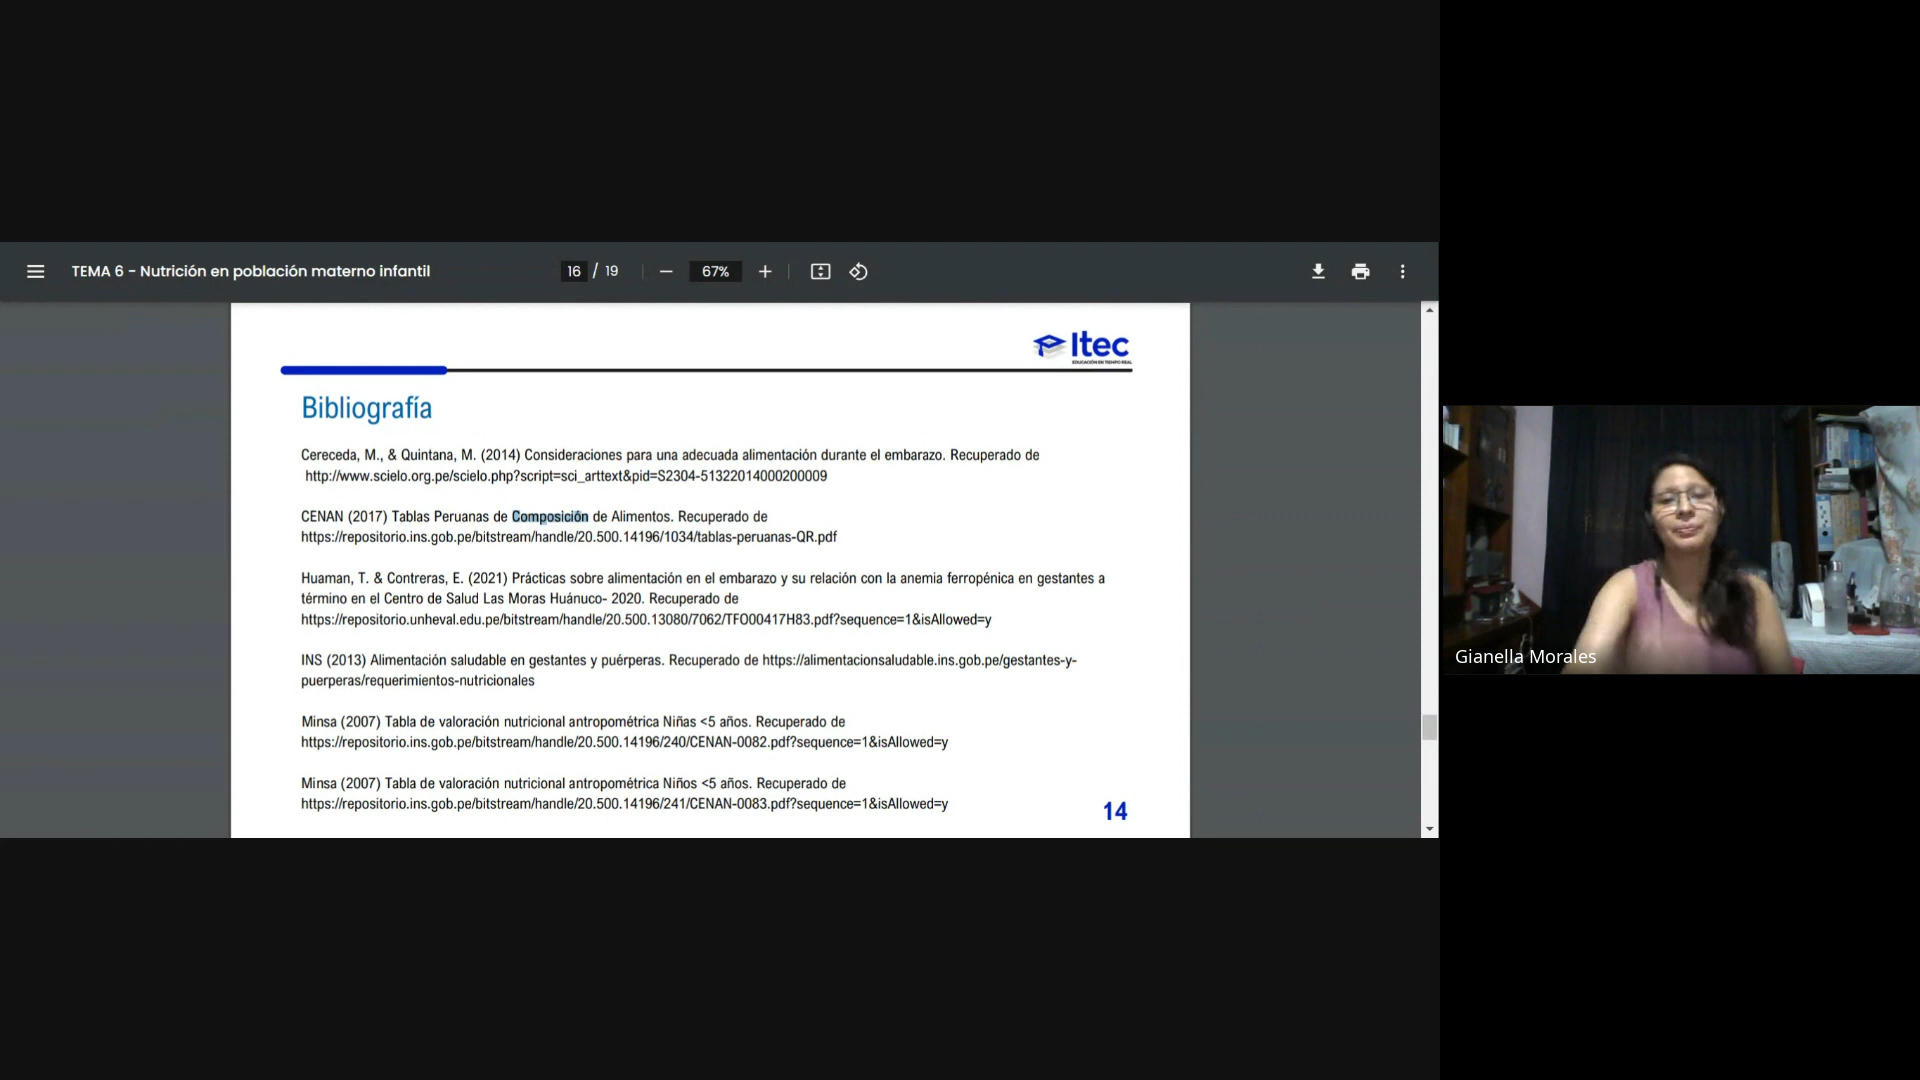 TEMA 6 - Nutrición en población materno infantil
16 / 19
67%
Itec
EDUCACIÓN EN TIEMPO REAL
Bibliografía
Cereceda, M., & Quintana, M. (2014) Consideraciones para una adecuada alimentación durante el embarazo. Recuperado de
http://www.scielo.org.pe/scielo.php?script=sci_arttext&pid=S2304-51322014000200009
CENAN (2017) Tablas Peruanas de Composición de Alimentos. Recuperado de
https://repositorio.ins.gob.pe/bitstream/handle/20.500.14196/1034/tablas-peruanas-QR.pdf
Huaman, T. & Contreras, E. (2021) Prácticas sobre alimentación en el embarazo y su relación con la anemia ferropénica en gestantes a
término en el Centro de Salud Las Moras Huánuco- 2020. Recuperado de
https://repositorio.unheval.edu.pe/bitstream/handle/20.500.13080/7062/TFO00417H83.pdf?sequence=1&isAllowed=y
INS (2013) Alimentación saludable en gestantes y puérperas. Recuperado de https://alimentacionsaludable.ins.gob.pe/gestantes-y-
puerperas/requerimientos-nutricionales
Minsa (2007) Tabla de valoración nutricional antropométrica Niñas <5 años. Recuperado de
https://repositorio.ins.gob.pe/bitstream/handle/20.500.14196/240/CENAN-0082.pdf?sequence=1&isAllowed=y
Minsa (2007) Tabla de valoración nutricional antropométrica Niños <5 años. Recuperado de
https://repositorio.ins.gob.pe/bitstream/handle/20.500.14196/241/CENAN-0083.pdf?sequence=1&isAllowed=y
14
Gianella Morales